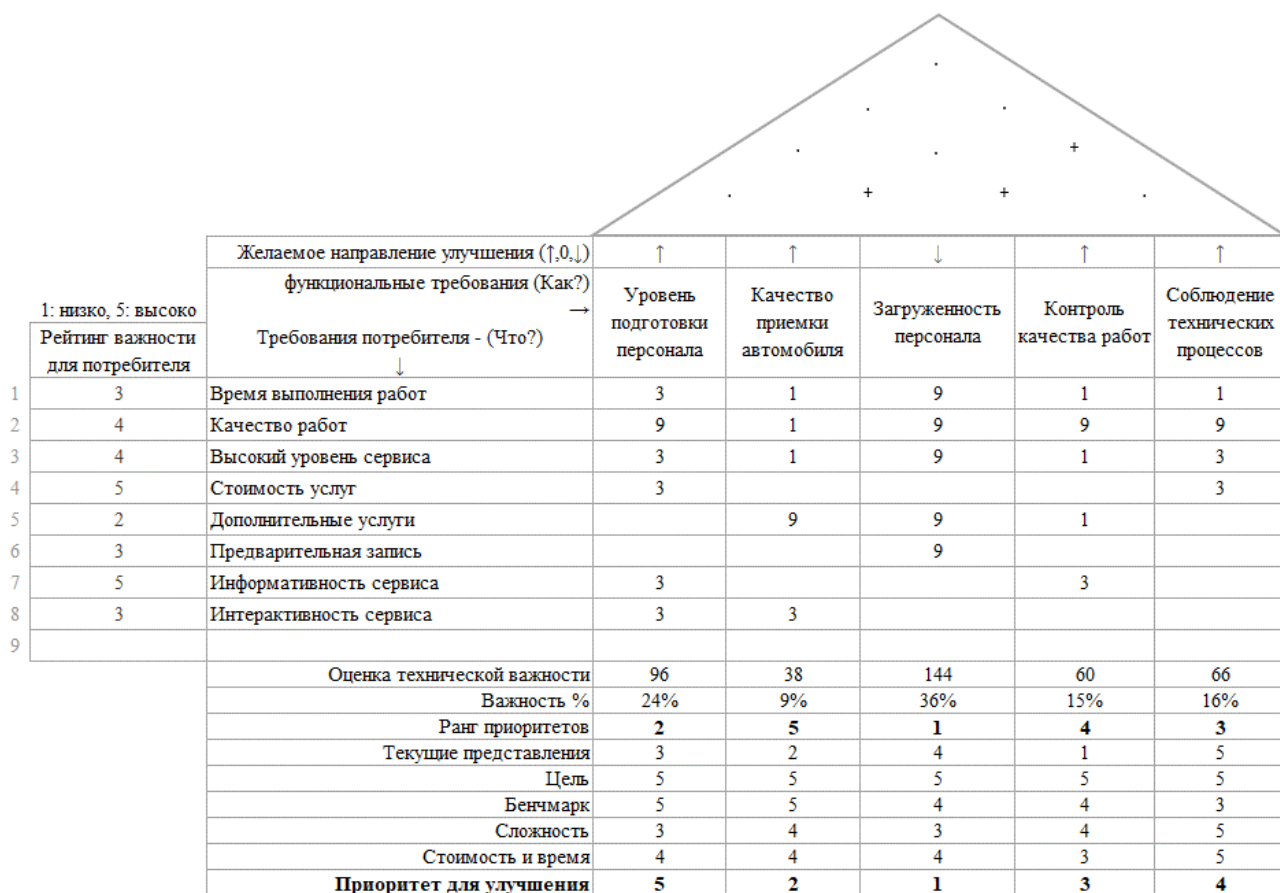 .
. .
. . +
. + + .
Желаемое направление улучшения (↑,0,↓) ↑ ↑ ↓ ↑ ↑
1: низко, 5: высоко
Рейтинг важности
для потребителя
функциональные требования (Как?)
→
Требования потребителя - (Что?)
↓
Уровень
подготовки
персонала
Качество
приемки
автомобиля
Загруженность
персонала
Контроль
качества работ
Соблюдение
технических
процессов
1 3 Время выполнения работ 3 1 9 1 1
2 4 Качество работ 9 1 9 9 9
3 4 Высокий уровень сервиса 3 1 9 1 3
4 5 Стоимость услуг 3 3
5 2 Дополнительные услуги 9 9 1
6 3 Предварительная запись 9
7 5 Информативность сервиса 3 3
8 3 Интерактивность сервиса 3 3
9
Оценка технической важности 96 38 144 60 66
Важность % 24% 9% 36% 15% 16%
Ранг приоритетов 2 5 1 4 3
Текущие представления 3 2 4 1 5
Цель 5 5 5 5 5
Бенчмарк 5 5 4 4 3
Сложность 3 4 3 4 5
Стоимость и время 4 4 4 3 5
Приоритет для улучшения 5 2 1 3 4